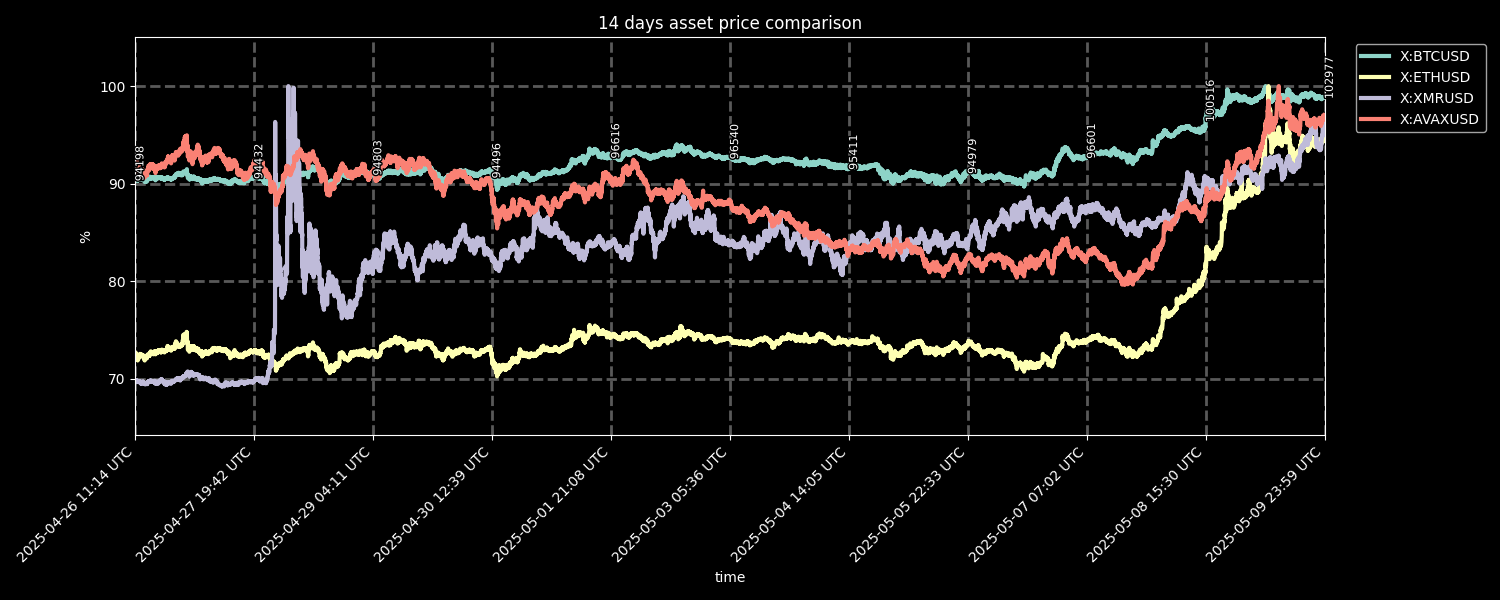 14 days asset price comparison
X:BTCUSD
X:ETHUSD
X:XMRUSD
X:AVAXUSD
%
100
90
80
70
94198
94432
94803
94496
96616
96540
95411
94979
96601
100516
102977
2025-04-26 11:14 UTC
2025-04-27 19:42 UTC
2025-04-29 04:11 UTC
2025-04-30 12:39 UTC
2025-05-01 21:08 UTC
2025-05-03 05:36 UTC
2025-05-04 14:05 UTC
2025-05-05 22:33 UTC
2025-05-07 07:02 UTC
2025-05-08 15:30 UTC
2025-05-09 23:59 UTC
time